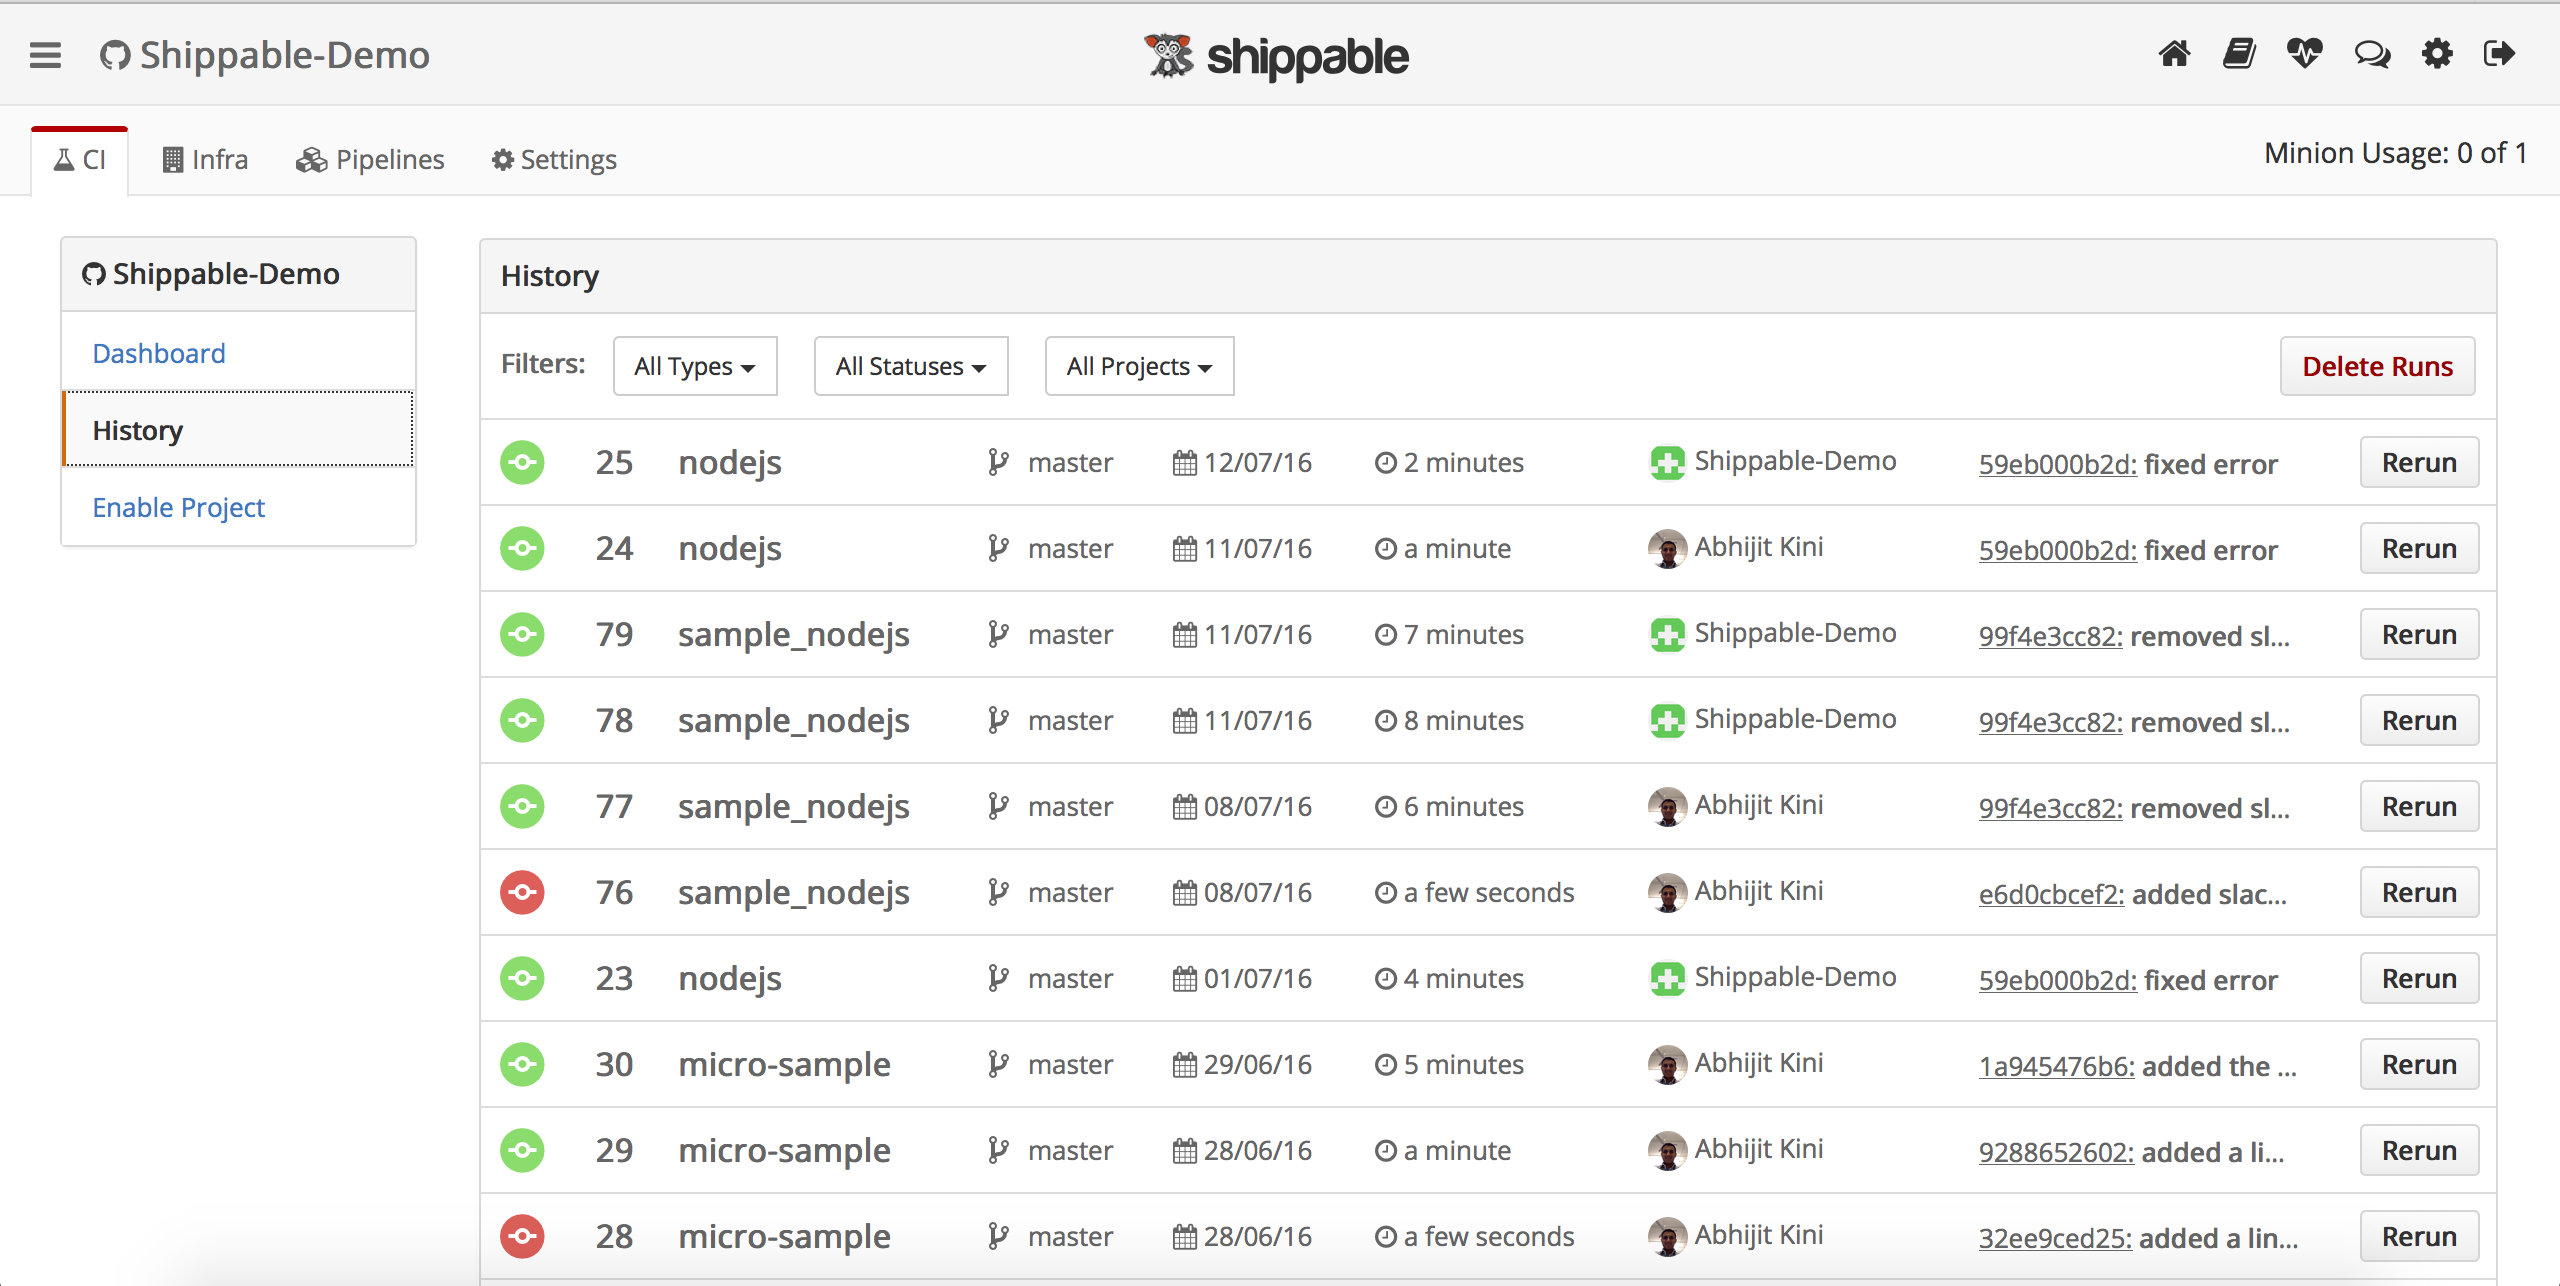 Shippable-Demo shippable
CI Infra Pipelines Settings Minion Usage: 0 of 1
Shippable-Demo
Dashboard
History
Enable Project
History
Filters: All Types All Statuses All Projects Delete Runs
25 nodejs master 12/07/16 2 minutes Shippable-Demo 59eb000b2d: fixed error Rerun
24 nodejs master 11/07/16 a minute Abhijit Kini 59eb000b2d: fixed error Rerun
79 sample_nodejs master 11/07/16 7 minutes Shippable-Demo 99f4e3cc82: removed sl... Rerun
78 sample_nodejs master 11/07/16 8 minutes Shippable-Demo 99f4e3cc82: removed sl... Rerun
77 sample_nodejs master 08/07/16 6 minutes Abhijit Kini 99f4e3cc82: removed sl... Rerun
76 sample_nodejs master 08/07/16 a few seconds Abhijit Kini e6d0cbcef2: added slac... Rerun
23 nodejs master 01/07/16 4 minutes Shippable-Demo 59eb000b2d: fixed error Rerun
30 micro-sample master 29/06/16 5 minutes Abhijit Kini 1a945476b6: added the ... Rerun
29 micro-sample master 28/06/16 a minute Abhijit Kini 9288652602: added a li... Rerun
28 micro-sample master 28/06/16 a few seconds Abhijit Kini 32ee9ced25: added a lin... Rerun